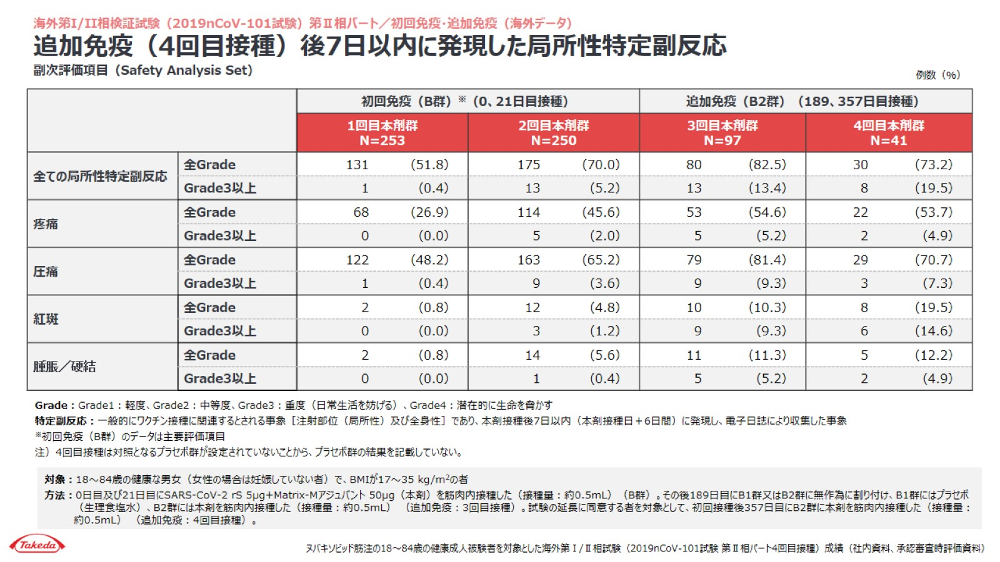 海外第I/II相検証試験（2019nCoV-101試験）第Ⅱ相パート／初回免疫･追加免疫（海外データ）
追加免疫（4回目接種）後7日以内に発現した局所性特定副反応
副次評価項目（Safety Analysis Set）
例数（%）
初回免疫（B群）※（0、21日目接種） 追加免疫（B2群）（189、357日目接種）
1回目本剤群 2回目本剤群 3回目本剤群 4回目本剤群
N=253 N=250 N=97 N=41
全ての局所性特定副反応 全Grade 131 (51.8) 175 (70.0) 80 (82.5) 30 (73.2)
Grade3以上 1 (0.4) 13 (5.2) 13 (13.4) 8 (19.5)
疼痛 全Grade 68 (26.9) 114 (45.6) 53 (54.6) 22 (53.7)
Grade3以上 0 (0.0) 5 (2.0) 5 (5.2) 2 (4.9)
圧痛 全Grade 122 (48.2) 163 (65.2) 79 (81.4) 29 (70.7)
Grade3以上 1 (0.4) 9 (3.6) 9 (9.3) 3 (7.3)
紅斑 全Grade 2 (0.8) 12 (4.8) 10 (10.3) 8 (19.5)
Grade3以上 0 (0.0) 3 (1.2) 9 (9.3) 6 (14.6)
腫脹／硬結 全Grade 2 (0.8) 14 (5.6) 11 (11.3) 5 (12.2)
Grade3以上 0 (0.0) 1 (0.4) 5 (5.2) 2 (4.9)
Grade：Grade1：軽度、Grade2：中等度、Grade3：重度（日常生活を妨げる）、Grade4：潜在的に生命を脅かす
特定副反応：一般的にワクチン接種に関連するとされる事象［注射部位（局所性）及び全身性］であり、本剤接種後7日以内（本剤接種日＋6日間）に発現し、電子日誌により収集した事象
※初回免疫（B群）のデータは主要評価項目
注）4回目接種は対照となるプラセボ群が設定されていないことから、プラセボ群の結果を記載していない。
対象：18～84歳の健康な男女（女性の場合は妊娠していない者）で、BMIが17～35 kg/m²の者
方法：0日目及び21日目にSARS-CoV-2 rS 5μg+Matrix-Mアジュバント 50μg（本剤）を筋肉内接種した（接種量：約0.5mL）（B群）。その後189日目にB1群又はB2群に無作為に割り付け、B1群にはプラセボ
（生理食塩水）、B2群には本剤を筋肉内接種した（接種量：約0.5mL）（追加免疫：3回目接種）。試験の延長に同意する者を対象として、初回接種後357日目にB2群に本剤を筋肉内接種した（接種量：
約0.5mL）（追加免疫：4回目接種）。
Takeda
ヌバキソビッド筋注の18～84歳の健康成人被験者を対象とした海外第Ⅰ/Ⅱ相試験（2019nCoV-101試験 第Ⅱ相パート4回目接種）成績（社内資料、承認審査時評価資料）